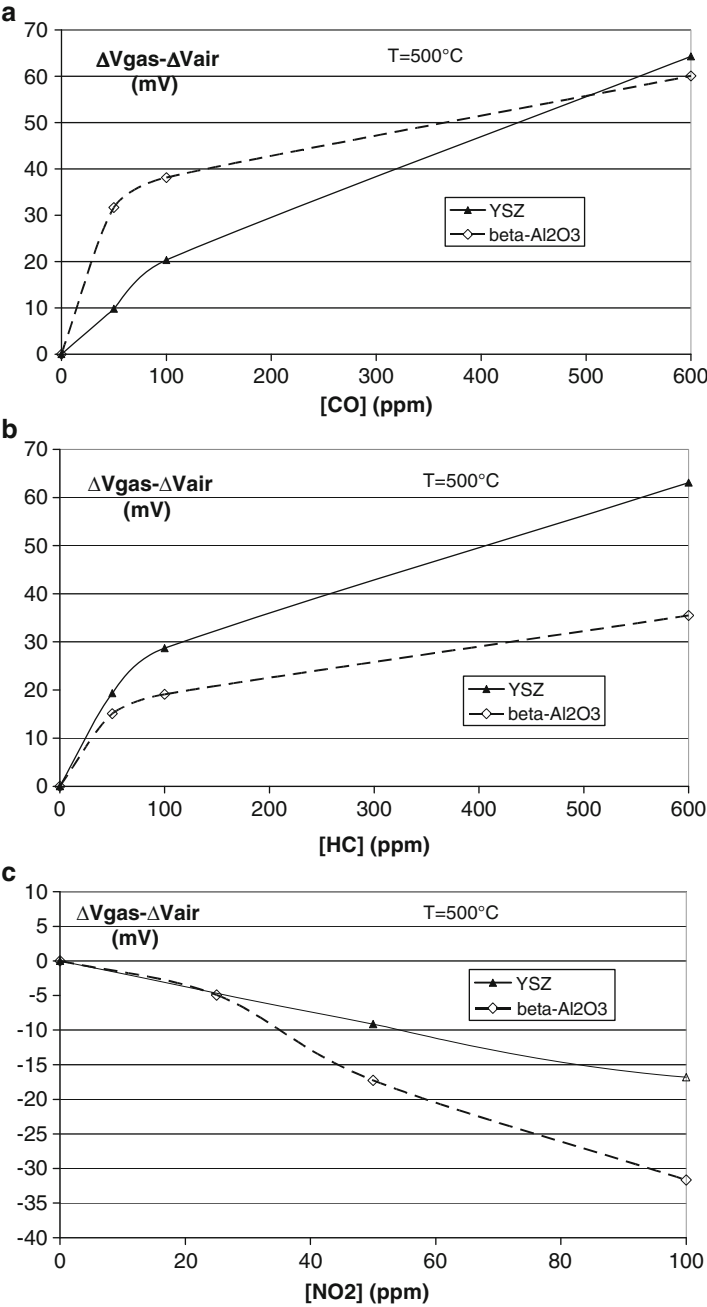 a
70
60
50
40
30
20
10
0
ΔVgas-ΔVair
(mV)
T=500°C
YSZ
beta-Al2O3
0 100 200 300 400 500 600
[CO] (ppm)
b
70
60
50
40
30
20
10
0
ΔVgas-ΔVair
(mV)
T=500°C
YSZ
beta-Al2O3
0 100 200 300 400 500 600
[HC] (ppm)
c
10
5
0
-5
-10
-15
-20
-25
-30
-35
-40
ΔVgas-ΔVair
(mV)
T=500°C
YSZ
beta-Al2O3
0 20 40 60 80 100
[NO2] (ppm)